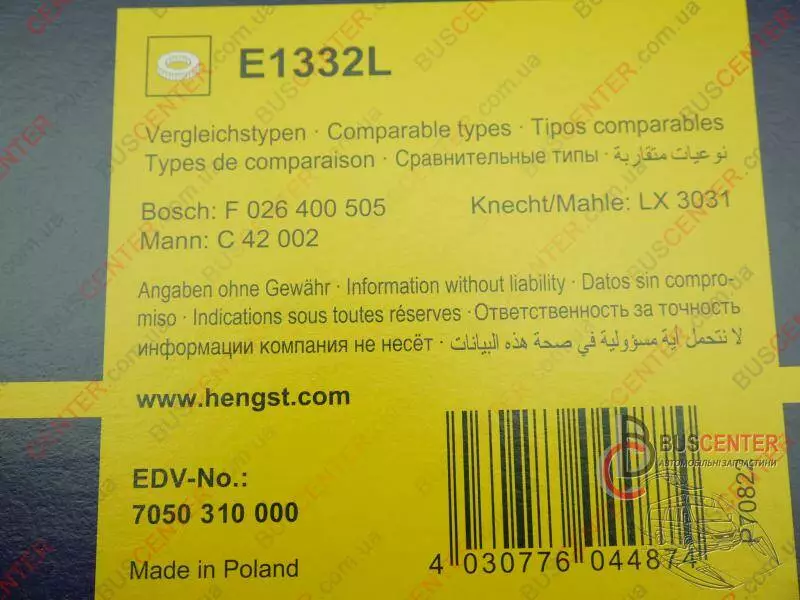 E1332L
Vergleichstypen · Comparable types · Tipos comparables
Types de comparaison · Сравнительные типы · نوعيات متقاربة
Bosch: F 026 400 505 Knecht/Mahle: LX 3031
Mann: C 42 002
Angaben ohne Gewähr · Information without liability · Datos sin compro-
miso · Indications sous toutes réserves · Ответственность за точность
информации компания не несёт · لا نتحمل أية مسؤولية في صحة هذه البيانات
www.hengst.com
BUSCENTER
АВТОМОБІЛЬНІ ЗАПЧАСТИНИ
EDV-No.:
7050 310 000
Made in Poland
4 030776 044874
BUSCENTER.com.ua